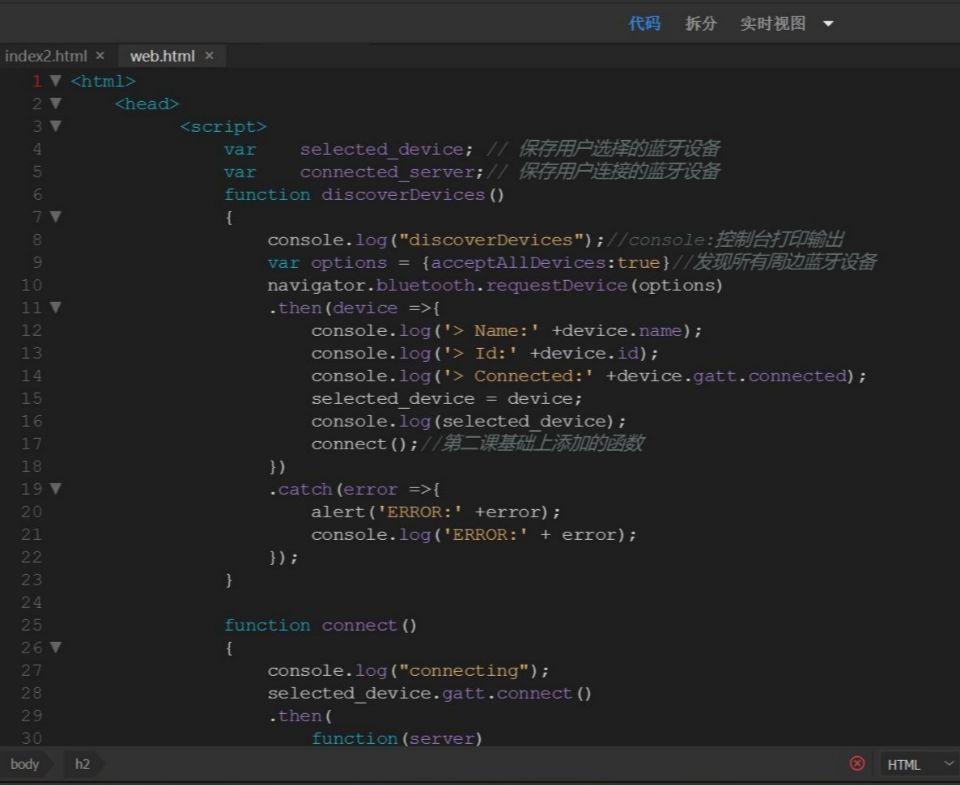 代码 拆分 实时视图
index2.html × web.html ×
1 <html>
2 <head>
3 <script>
4 var selected_device; // 保存用户选择的蓝牙设备
5 var connected_server;// 保存用户连接的蓝牙设备
6 function discoverDevices()
7 {
8 console.log("discoverDevices");//console:控制台打印输出
9 var options = {acceptAllDevices:true}//发现所有周边蓝牙设备
10 navigator.bluetooth.requestDevice(options)
11 .then(device =>{
12 console.log('> Name:' +device.name);
13 console.log('> Id:' +device.id);
14 console.log('> Connected:' +device.gatt.connected);
15 selected_device = device;
16 console.log(selected_device);
17 connect();//第二课基础上添加的函数
18 })
19 .catch(error =>{
20 alert('ERROR:' +error);
21 console.log('ERROR:' + error);
22 });
23 }
24
25 function connect()
26 {
27 console.log("connecting");
28 selected_device.gatt.connect()
29 .then(
30 function(server)
body h2 HTML